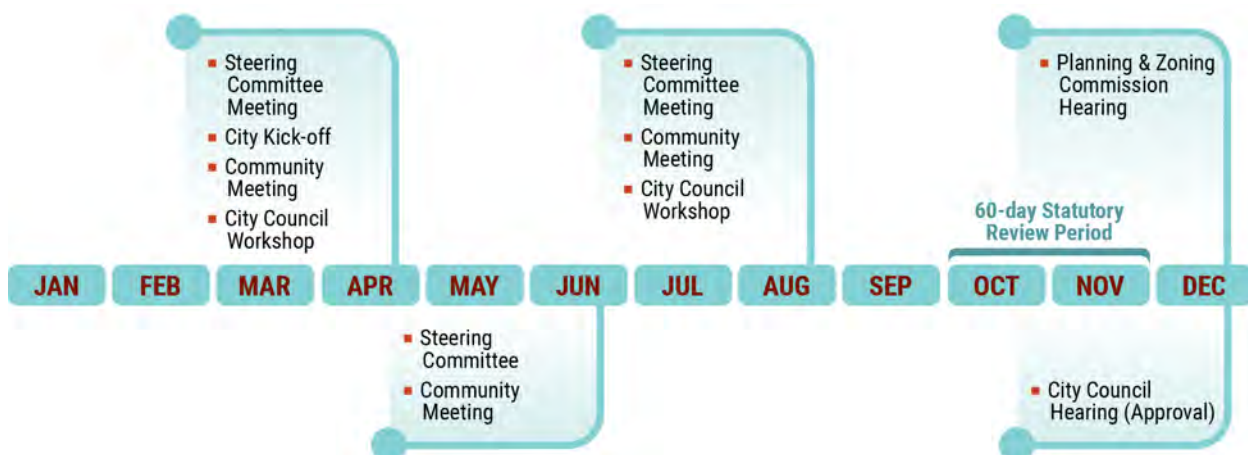 Steering
Committee
Meeting
City Kick-off
Community
Meeting
City Council
Workshop
Steering
Committee
Meeting
Community
Meeting
City Council
Workshop
Planning & Zoning
Commission
Hearing
60-day Statutory
Review Period
JAN FEB MAR APR MAY JUN JUL AUG SEP OCT NOV DEC
Steering
Committee
Community
Meeting
City Council
Hearing (Approval)